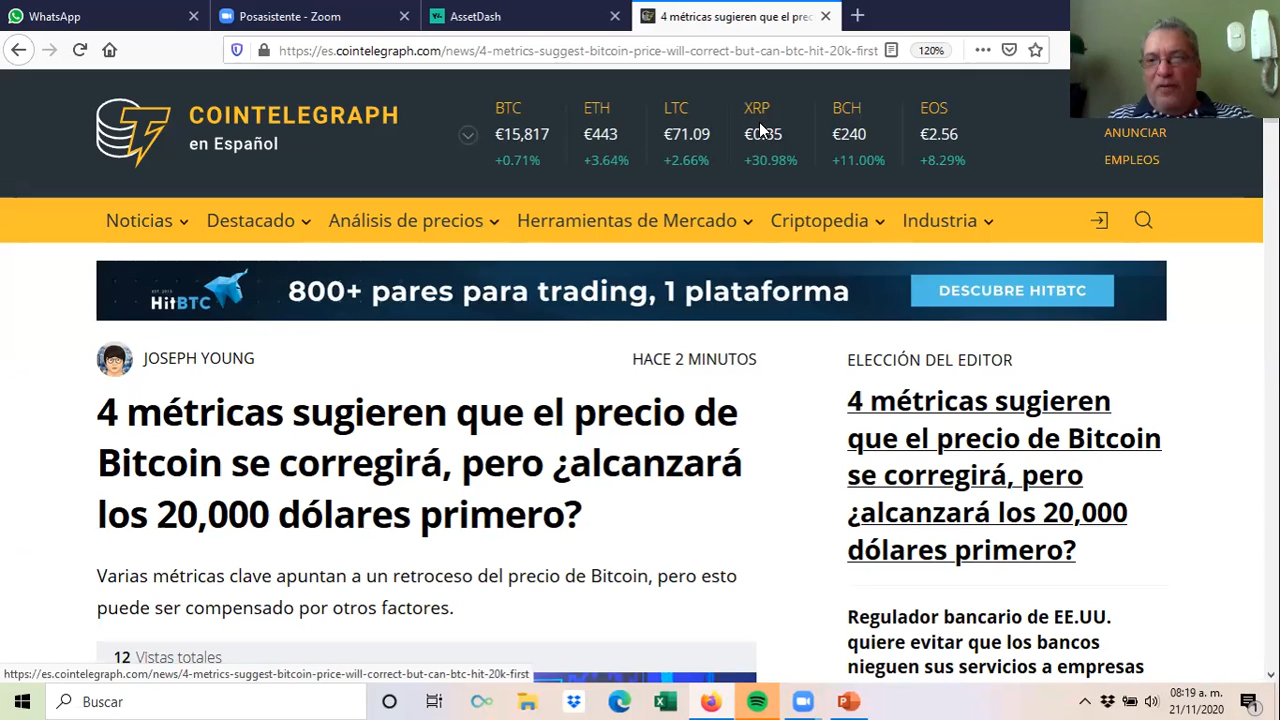 WhatsApp
Posasistente - Zoom
AssetDash
4 métricas sugieren que el prec
https://es.cointelegraph.com/news/4-metrics-suggest-bitcoin-price-will-correct-but-can-btc-hit-20k-first
120%
COINTELEGRAPH
en Español
BTC ETH LTC XRP BCH EOS
€15,817 €443 €71.09 €0.35 €240 €2.56
+0.71% +3.64% +2.66% +30.98% +11.00% +8.29%
ANUNCIAR
EMPLEOS
Noticias Destacado Análisis de precios Herramientas de Mercado Criptopedia Industria
EST. 2013
HitBTC
800+ pares para trading, 1 plataforma
DESCUBRE HITBTC
JOSEPH YOUNG
HACE 2 MINUTOS
4 métricas sugieren que el precio de
Bitcoin se corregirá, pero ¿alcanzará
los 20,000 dólares primero?
Varias métricas clave apuntan a un retroceso del precio de Bitcoin, pero esto
puede ser compensado por otros factores.
12 Vistas totales
ELECCIÓN DEL EDITOR
4 métricas sugieren
que el precio de Bitcoin
se corregirá, pero
¿alcanzará los 20,000
dólares primero?
Regulador bancario de EE.UU.
quiere evitar que los bancos
nieguen sus servicios a empresas
https://es.cointelegraph.com/news/4-metrics-suggest-bitcoin-price-will-correct-but-can-btc-hit-20k-first
Buscar
08:19 a. m.
21/11/2020
1